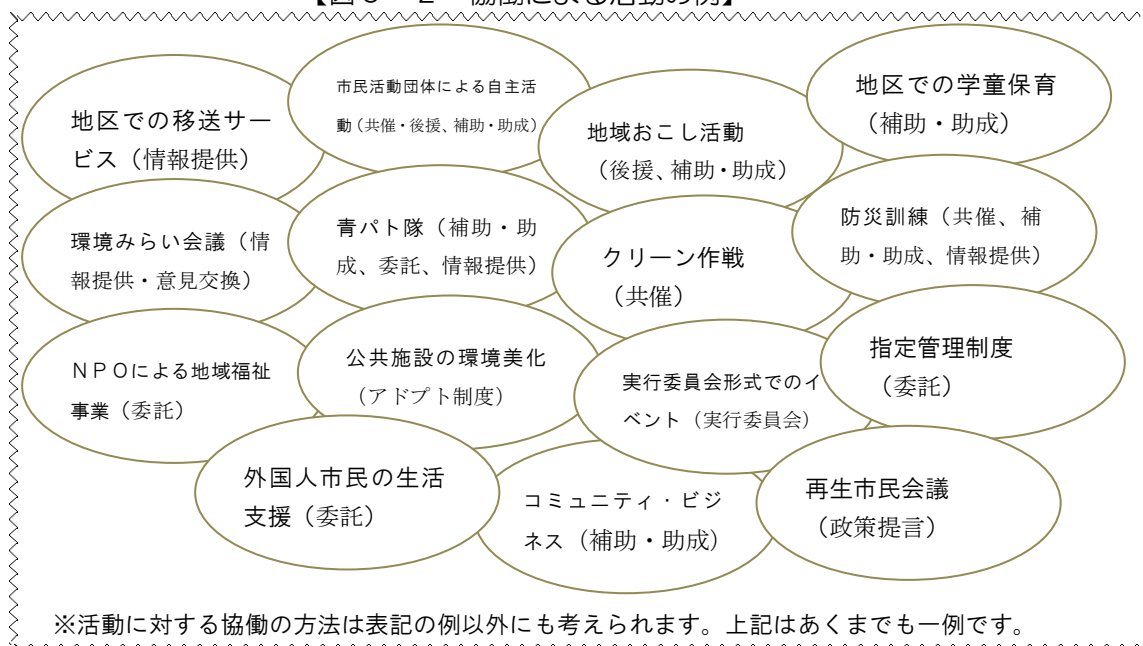 【図３－２　協働による活動の例】
地区での移送サー
ビス（情報提供）
市民活動団体による自主活
動（共催・後援、補助・助成）
地域おこし活動
（後援、補助・助成）
地区での学童保育
（補助・助成）
環境みらい会議（情
報提供・意見交換）
青パト隊（補助・助
成、委託、情報提供）
クリーン作戦
（共催）
防災訓練（共催、補
助・助成、情報提供）
ＮＰＯによる地域福祉
事業（委託）
公共施設の環境美化
（アドプト制度）
実行委員会形式でのイ
ベント（実行委員会）
指定管理制度
（委託）
外国人市民の生活
支援（委託）
コミュニティ・ビジ
ネス（補助・助成）
再生市民会議
（政策提言）
※活動に対する協働の方法は表記の例以外にも考えられます。上記はあくまでも一例です。